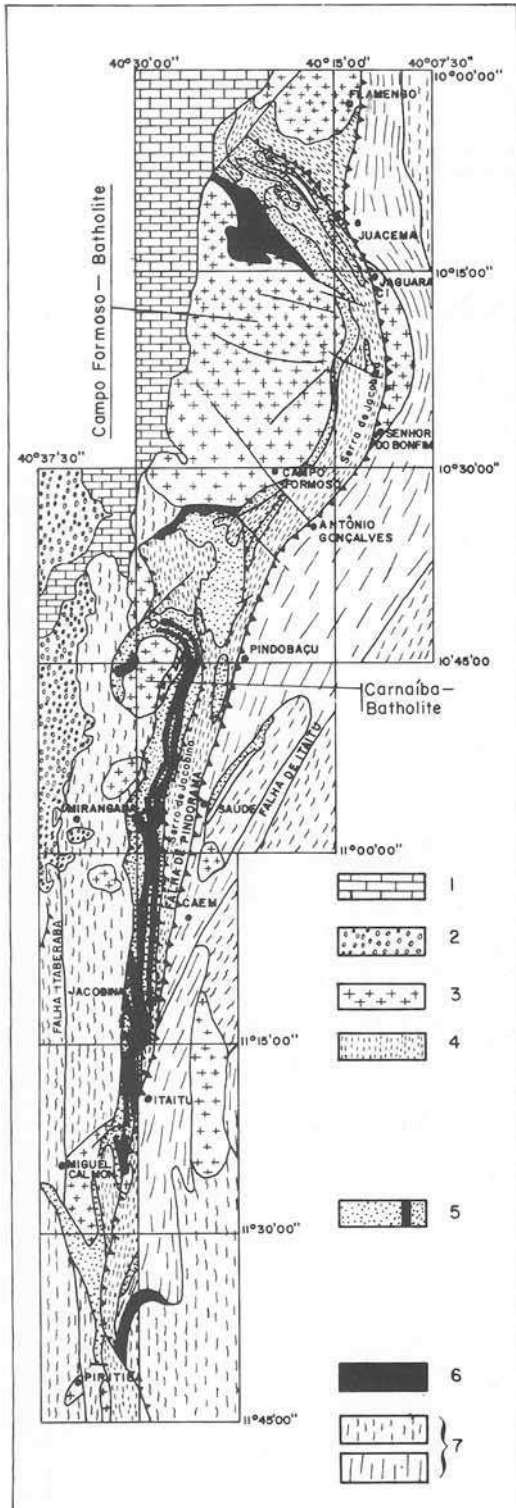 40°30'00"
40°15'00"
40°07'30"
10°00'00"
FLAMENGO
JUACEMA
10°15'00"
JAGUARA
Campo Formoso — Batholite
Serra de Jacobina
SENHOR
DO BONFIM
40°37'30"
CAMPO
FORMOSO
10°30'00"
ANTÔNIO
GONÇALVES
PINDOBAÇU
10°45'00
Carnaíba—
Batholite
Serra de Jacobina
FALHA DE PINDORAMA
FALHA DE ITAITU
MIRANGABA
SAÚDE
11°00'00"
1
CAEM
2
FALHA ITABERABA
JACOBINA
3
11°15'00"
4
ITAITU
MIGUEL
CALMON
5
11°30'00"
6
PIRITIBA
7
11°45'00"